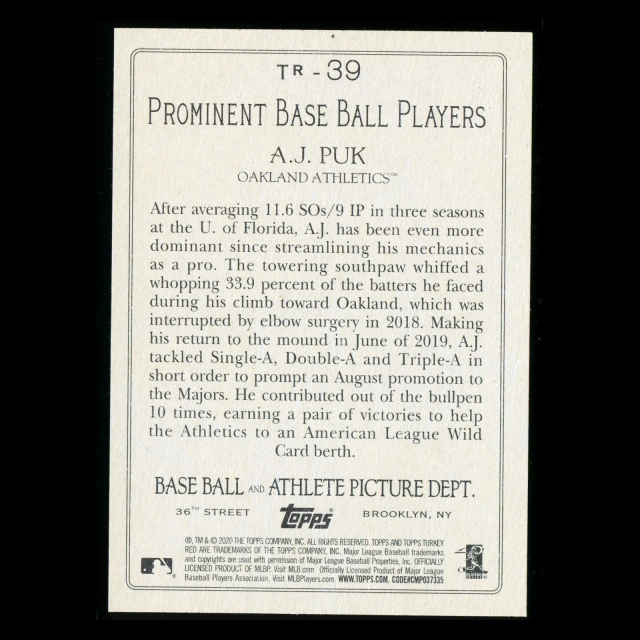 TR - 39
PROMINENT BASE BALL PLAYERS
A.J. PUK
OAKLAND ATHLETICS™
After averaging 11.6 SOs/9 IP in three seasons
at the U. of Florida, A.J. has been even more
dominant since streamlining his mechanics
as a pro. The towering southpaw whiffed a
whopping 33.9 percent of the batters he faced
during his climb toward Oakland, which was
interrupted by elbow surgery in 2018. Making
his return to the mound in June of 2019, A.J.
tackled Single-A, Double-A and Triple-A in
short order to prompt an August promotion to
the Majors. He contributed out of the bullpen
10 times, earning a pair of victories to help
the Athletics to an American League Wild
Card berth.
BASE BALL AND ATHLETE PICTURE DEPT.
36TH STREET topps BROOKLYN, NY
®, TM & © 2020 THE TOPPS COMPANY, INC. ALL RIGHTS RESERVED. TOPPS AND TOPPS TURKEY
RED ARE TRADEMARKS OF THE TOPPS COMPANY, INC. Major League Baseball trademarks
and copyrights are used with permission of Major League Baseball Properties, Inc. OFFICIALLY
LICENSED PRODUCT OF MLBP. Visit MLB.com Officially Licensed Product of Major League
Baseball Players Association. Visit MLBPlayers.com. WWW.TOPPS.COM. CODE#CMP037335